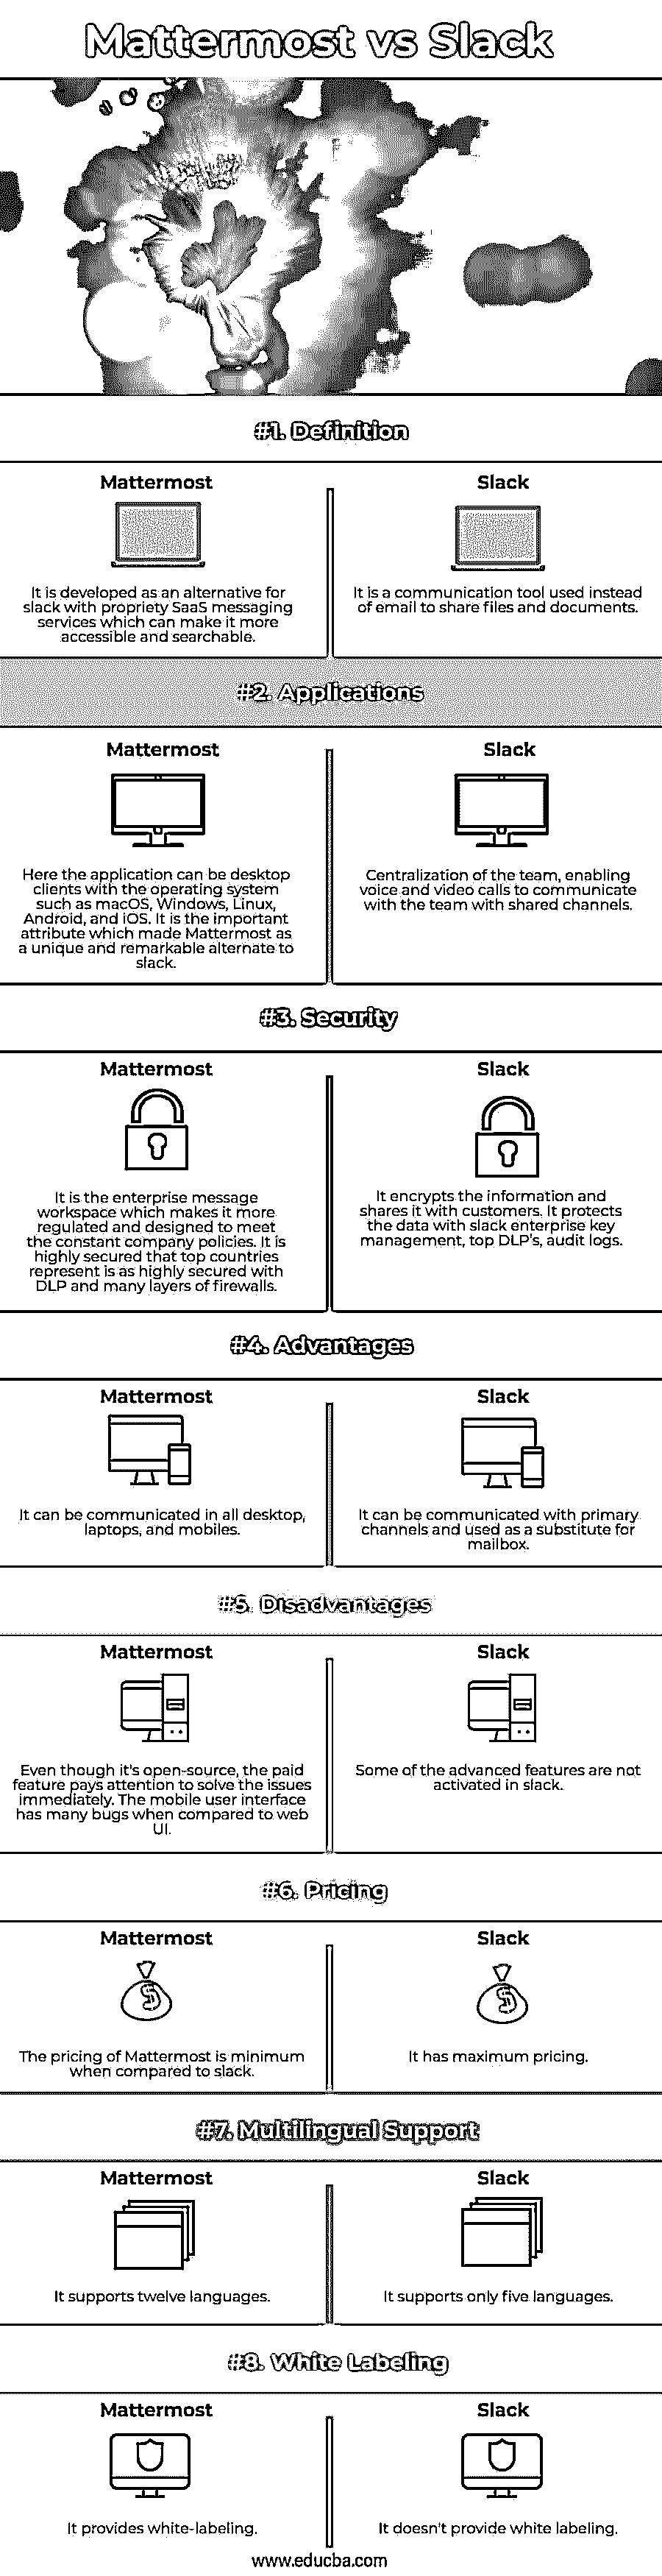 Mattermost vs Slack
#1. Definition
Mattermost
It is developed as an alternative for
slack with propriety SaaS messaging
services which can make it more
accessible and searchable.
Slack
It is a communication tool used instead
of email to share files and documents.
#2. Applications
Mattermost
Here the application can be desktop
clients with the operating system
such as macOS, Windows, Linux,
Android, and iOS. It is the important
attribute which made Mattermost as
a unique and remarkable alternate to
slack.
Slack
Centralization of the team, enabling
voice and video calls to communicate
with the team with shared channels.
#3. Security
Mattermost
It is the enterprise message
workspace which makes it more
regulated and designed to meet
the constant company policies. It is
highly secured that top countries
represent is as highly secured with
DLP and many layers of firewalls.
Slack
It encrypts the information and
shares it with customers. It protects
the data with slack enterprise key
management, top DLP's, audit logs.
#4. Advantages
Mattermost
It can be communicated in all desktop,
laptops, and mobiles.
Slack
It can be communicated with primary
channels and used as a substitute for
mailbox.
#5. Disadvantages
Mattermost
Even though it's open-source, the paid
feature pays attention to solve the issues
immediately. The mobile user interface
has many bugs when compared to web
UI.
Slack
Some of the advanced features are not
activated in slack.
#6. Pricing
Mattermost
The pricing of Mattermost is minimum
when compared to slack.
Slack
It has maximum pricing.
#7. Multilingual Support
Mattermost
It supports twelve languages.
Slack
It supports only five languages.
#8. White Labeling
Mattermost
It provides white-labeling.
Slack
It doesn't provide white labeling.
www.educba.com